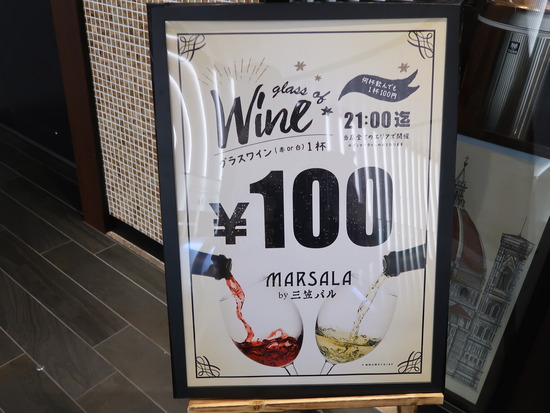 glass of
Wine
何杯飲んでも
1杯100円
21:00迄
グラスワイン(赤or白)1杯
¥100
MARSALA
by 三笠バル